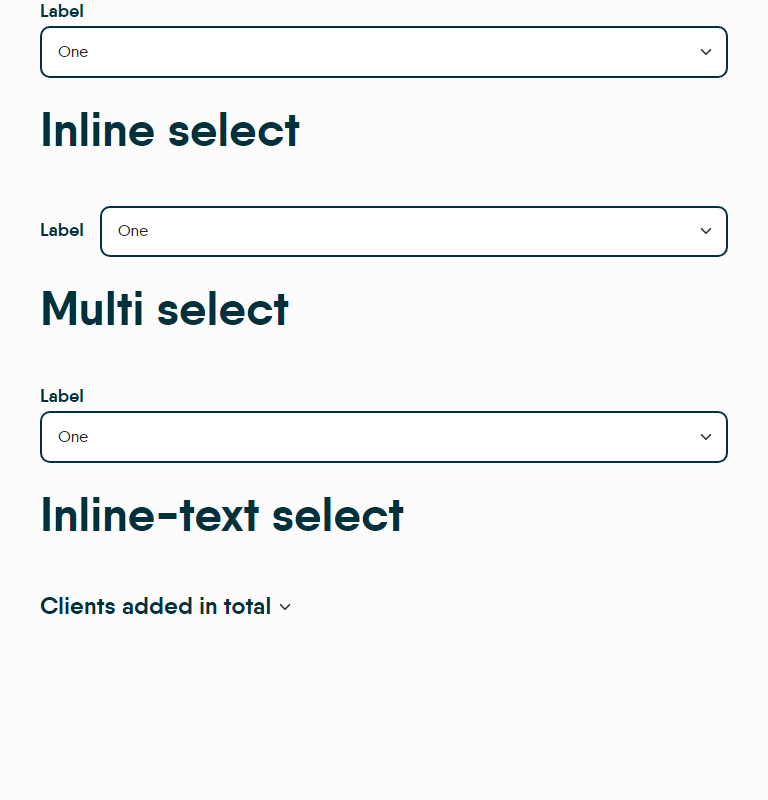 Label
One
Inline select
Label
One
Multi select
Label
One
Inline-text select
Clients added in total